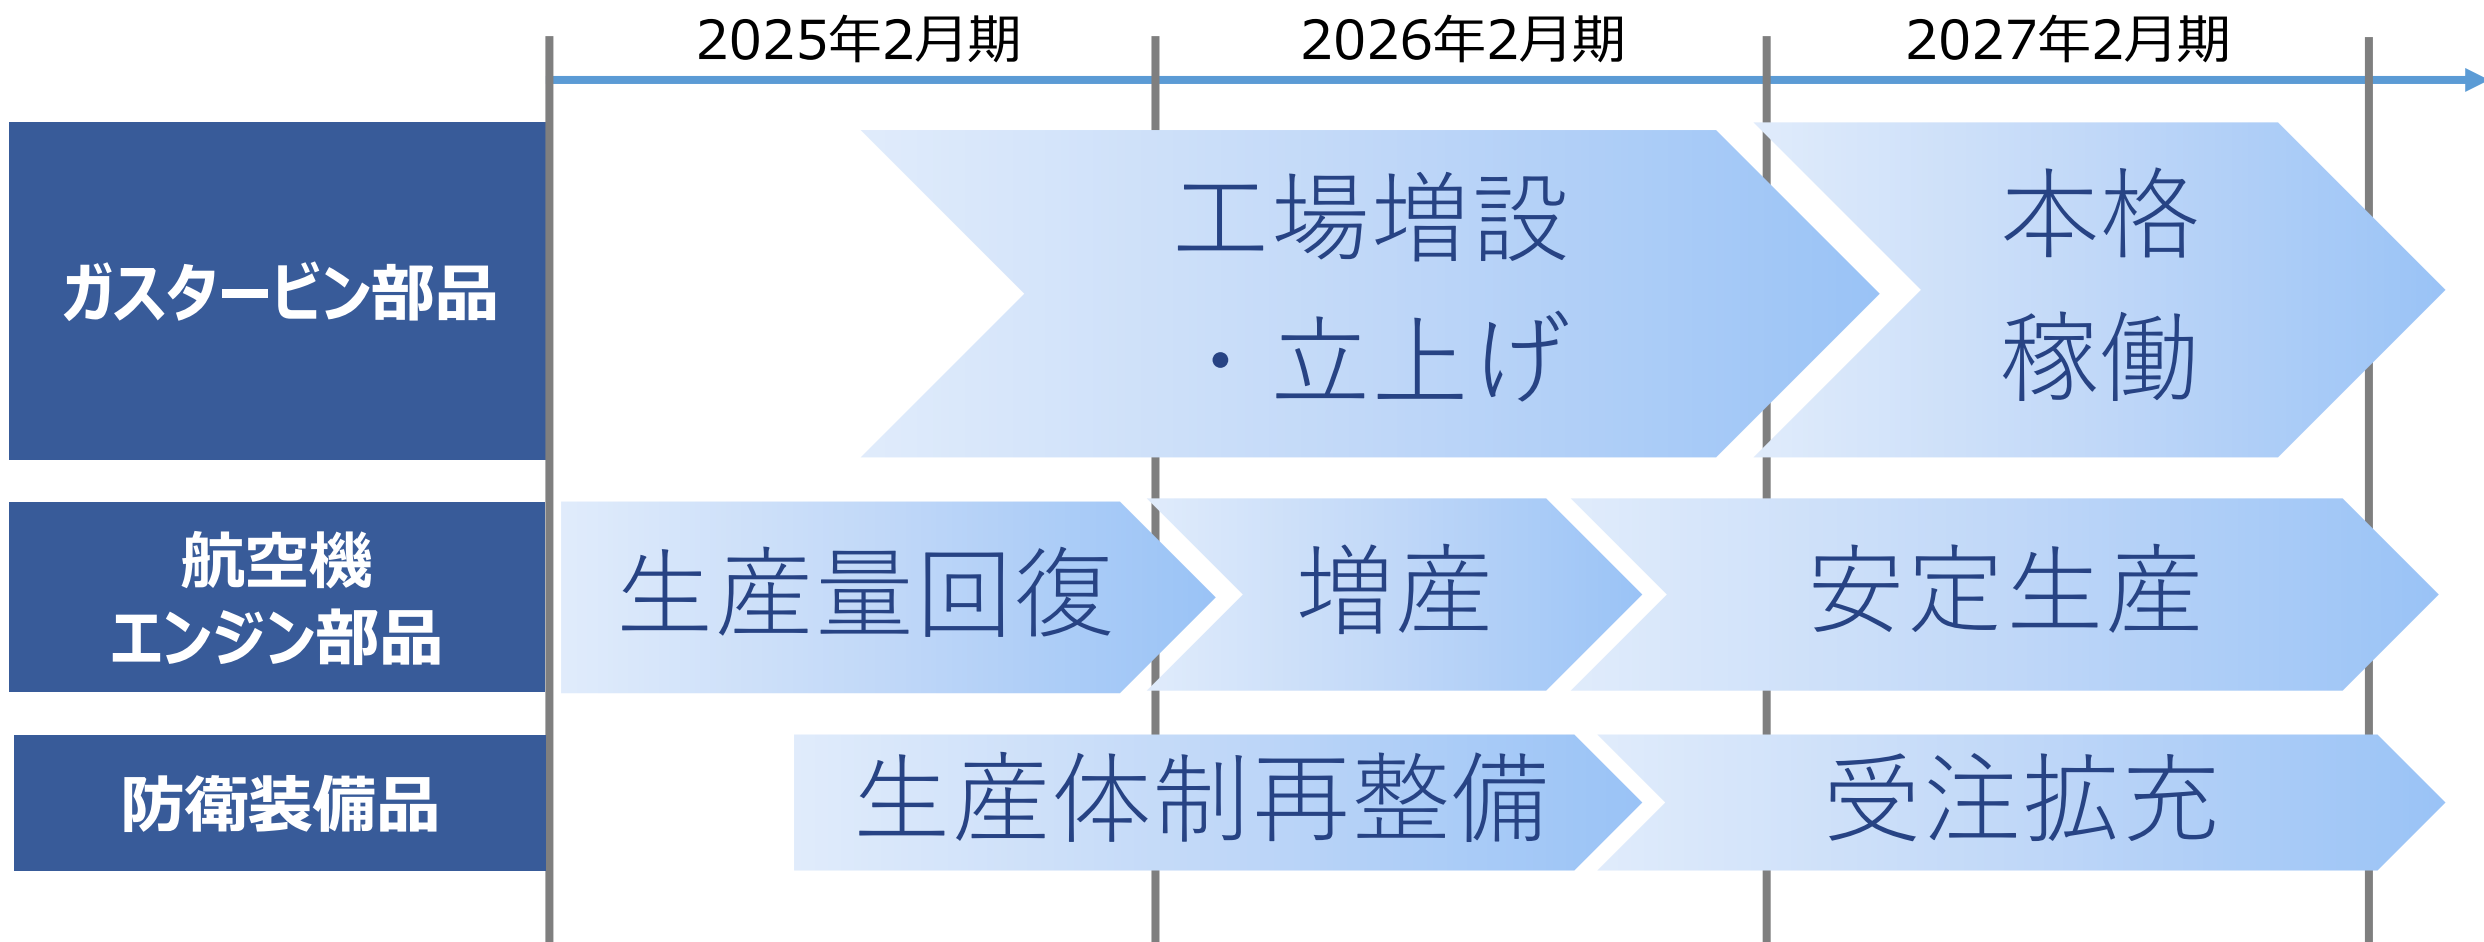 2025年2月期
2026年2月期
2027年2月期
ガスタービン部品
工場増設
・立上げ
本格
稼働
航空機
エンジン部品
生産量回復
増産
安定生産
防衛装備品
生産体制再整備
受注拡充